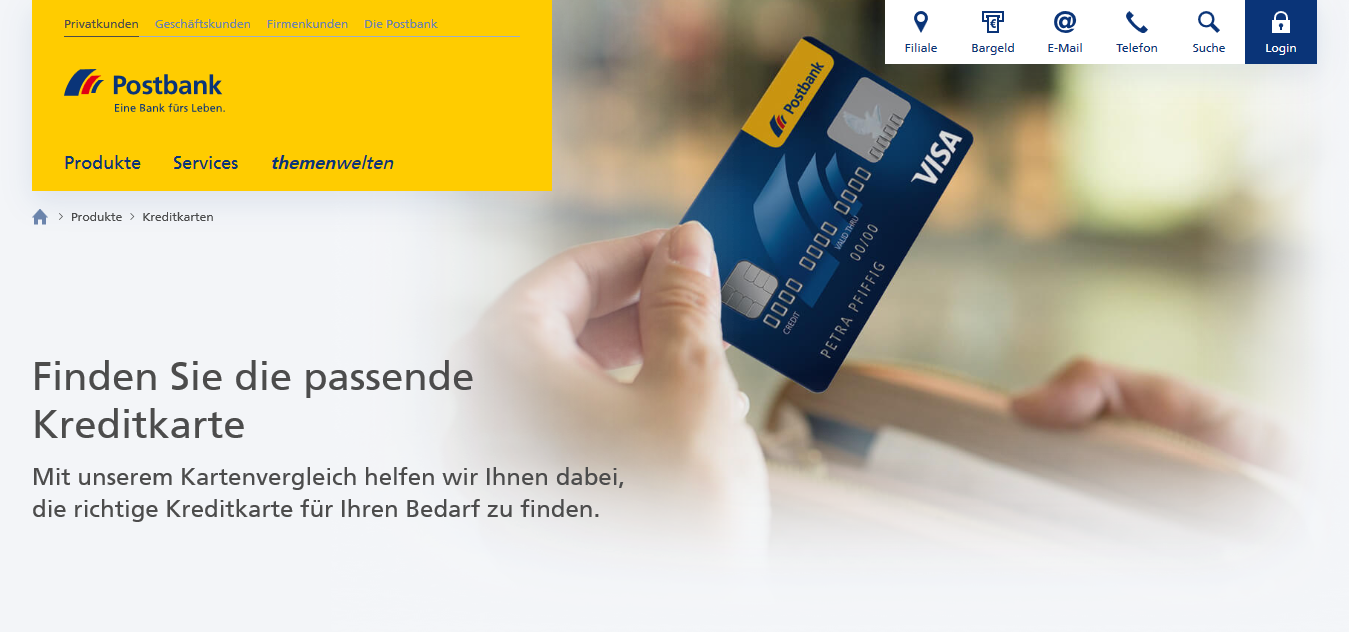 Privatkunden Geschäftskunden Firmenkunden Die Postbank
Filiale Bargeld E-Mail Telefon Suche Login
Postbank
Eine Bank fürs Leben.
Produkte Services themenwelten
Produkte Kreditkarten
Postbank
VISA
0000 0000 0000 0000
VALID THRU
00/00
CREDIT
PETRA PFIFFIG
Finden Sie die passende
Kreditkarte
Mit unserem Kartenvergleich helfen wir Ihnen dabei,
die richtige Kreditkarte für Ihren Bedarf zu finden.